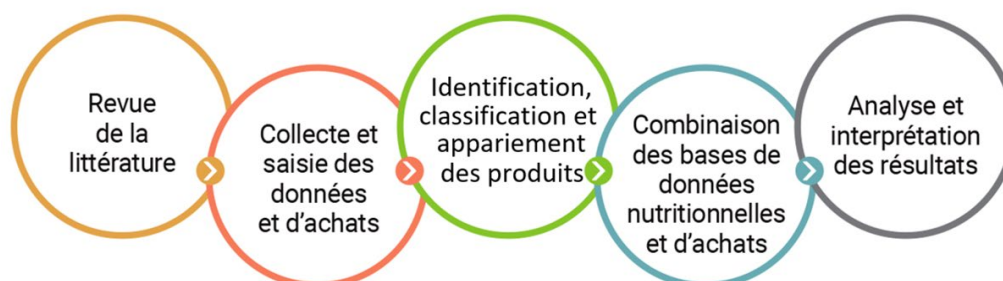 Revue
de la
littérature
Collecte et
saisie des
données
et d’achats
Identification,
classification et
appariement
des produits
Combinaison
des bases de
données
nutritionnelles
et d’achats
Analyse et
interprétation
des résultats